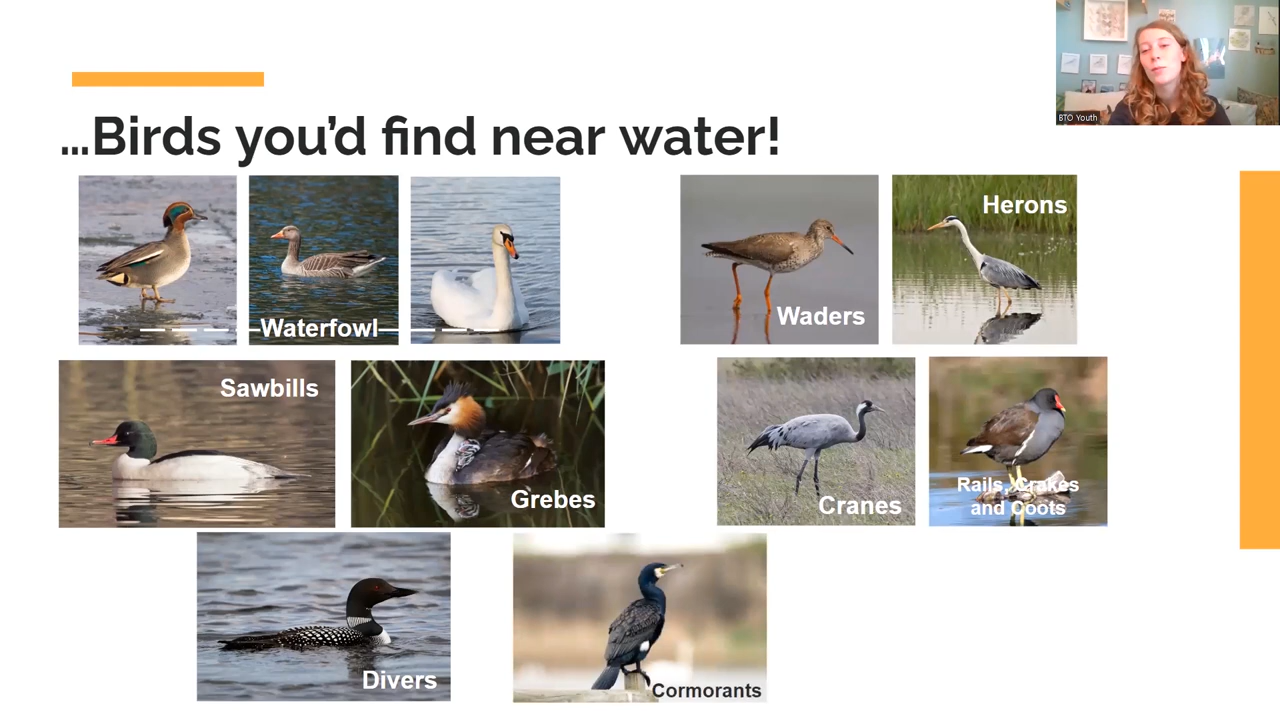 BTO Youth
...Birds you'd find near water!
Waterfowl
Waders
Herons
Sawbills
Grebes
Cranes
Rails, Crakes
and Coots
Divers
Cormorants